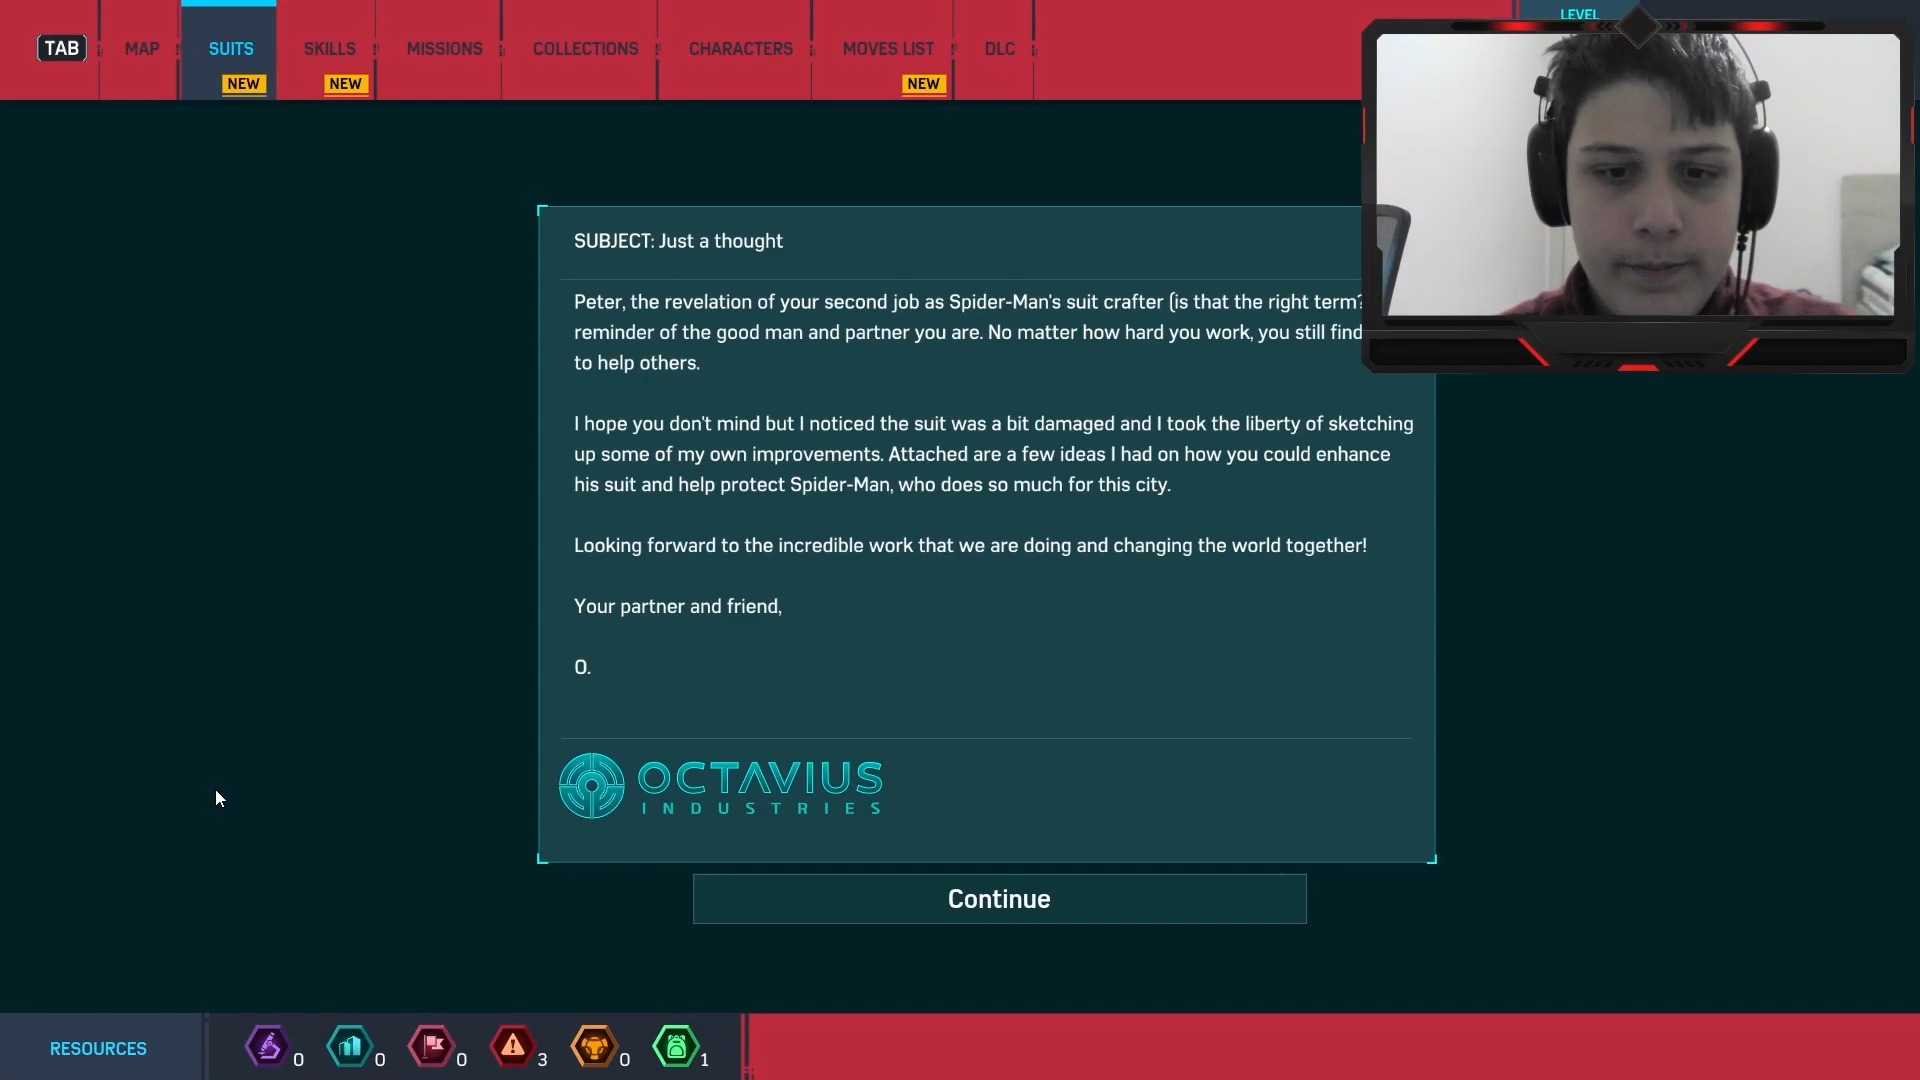 LEVEL
TAB MAP SUITS SKILLS MISSIONS COLLECTIONS CHARACTERS MOVES LIST DLC
NEW NEW NEW
SUBJECT: Just a thought
Peter, the revelation of your second job as Spider-Man's suit crafter (is that the right term?
reminder of the good man and partner you are. No matter how hard you work, you still find
to help others.
I hope you don't mind but I noticed the suit was a bit damaged and I took the liberty of sketching
up some of my own improvements. Attached are a few ideas I had on how you could enhance
his suit and help protect Spider-Man, who does so much for this city.
Looking forward to the incredible work that we are doing and changing the world together!
Your partner and friend,
O.
OCTAVIUS
INDUSTRIES
Continue
RESOURCES 0 0 0 3 0 1